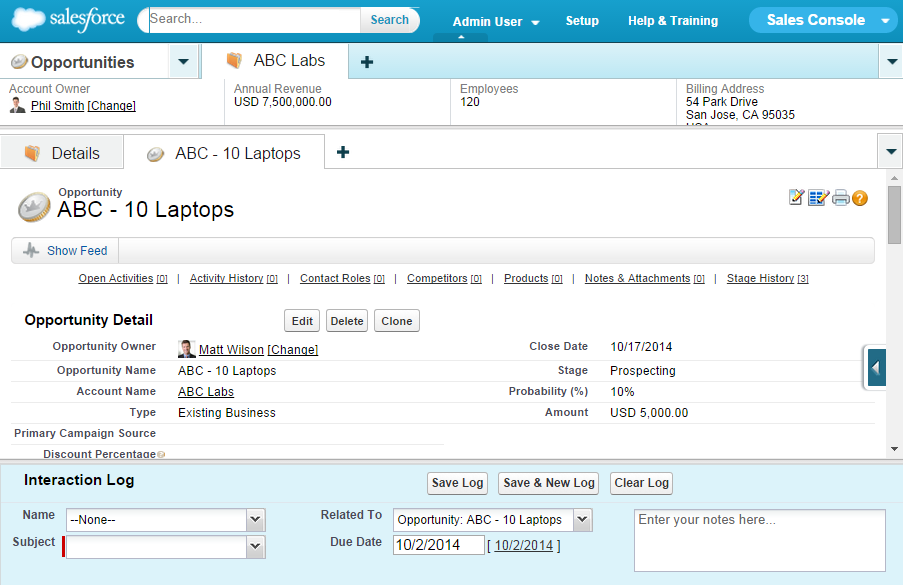 salesforce
Search...
Search
Admin User
Setup
Help & Training
Sales Console
Opportunities
ABC Labs
Account Owner
Phil Smith [Change]
Annual Revenue
USD 7,500,000.00
Employees
120
Billing Address
54 Park Drive
San Jose, CA 95035
Details
ABC - 10 Laptops
Opportunity
ABC - 10 Laptops
Show Feed
Open Activities [0] | Activity History [0] | Contact Roles [0] | Competitors [0] | Products [0] | Notes & Attachments [0] | Stage History [3]
Opportunity Detail
Edit
Delete
Clone
Opportunity Owner Matt Wilson [Change]
Close Date 10/17/2014
Opportunity Name ABC - 10 Laptops
Stage Prospecting
Account Name ABC Labs
Probability (%) 10%
Type Existing Business
Amount USD 5,000.00
Primary Campaign Source
Discount Percentage
Interaction Log
Save Log
Save & New Log
Clear Log
Name --None--
Related To Opportunity: ABC - 10 Laptops
Enter your notes here...
Subject
Due Date 10/2/2014 [ 10/2/2014 ]